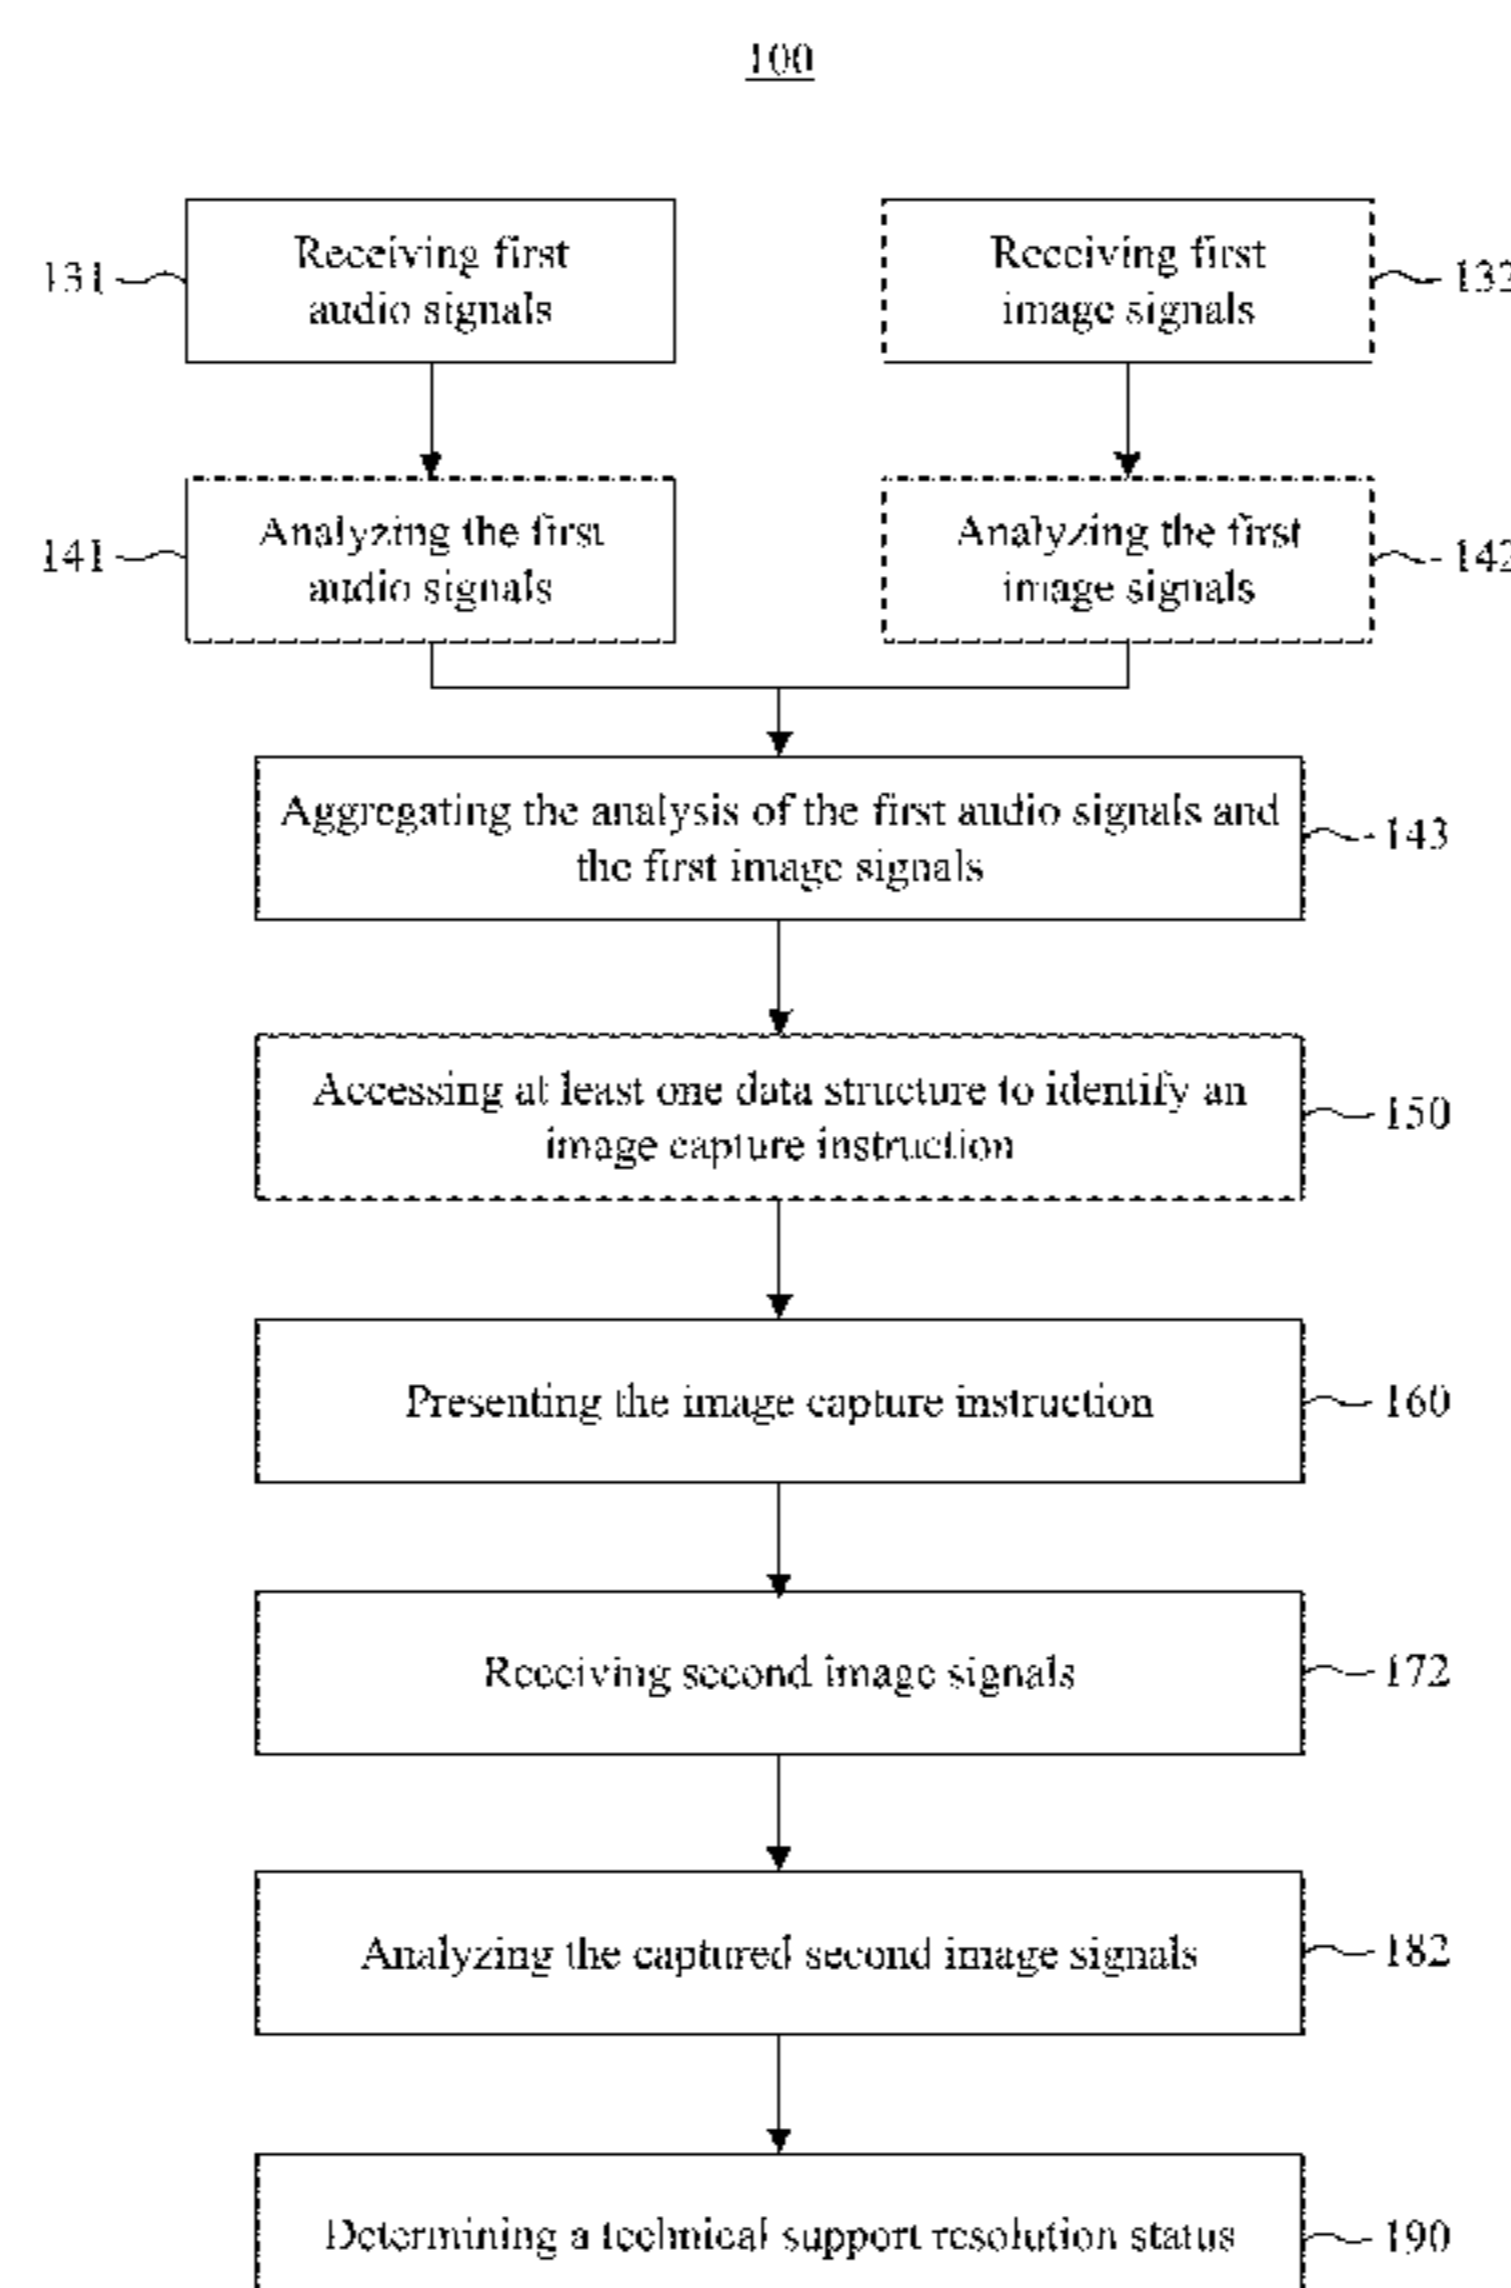 100
Receiving first
audio signals
131
Receiving first
image signals
Analyzing the first
audio signals
141
Analyzing the first
image signals
142
Aggregating the analysis of the first audio signals and
the first image signals
143
Accessing at least one data structure to identify an
image capture instruction
150
Presenting the image capture instruction
160
Receiving second image signals
172
Analyzing the captured second image signals
182
Determining a technical support resolution status
190